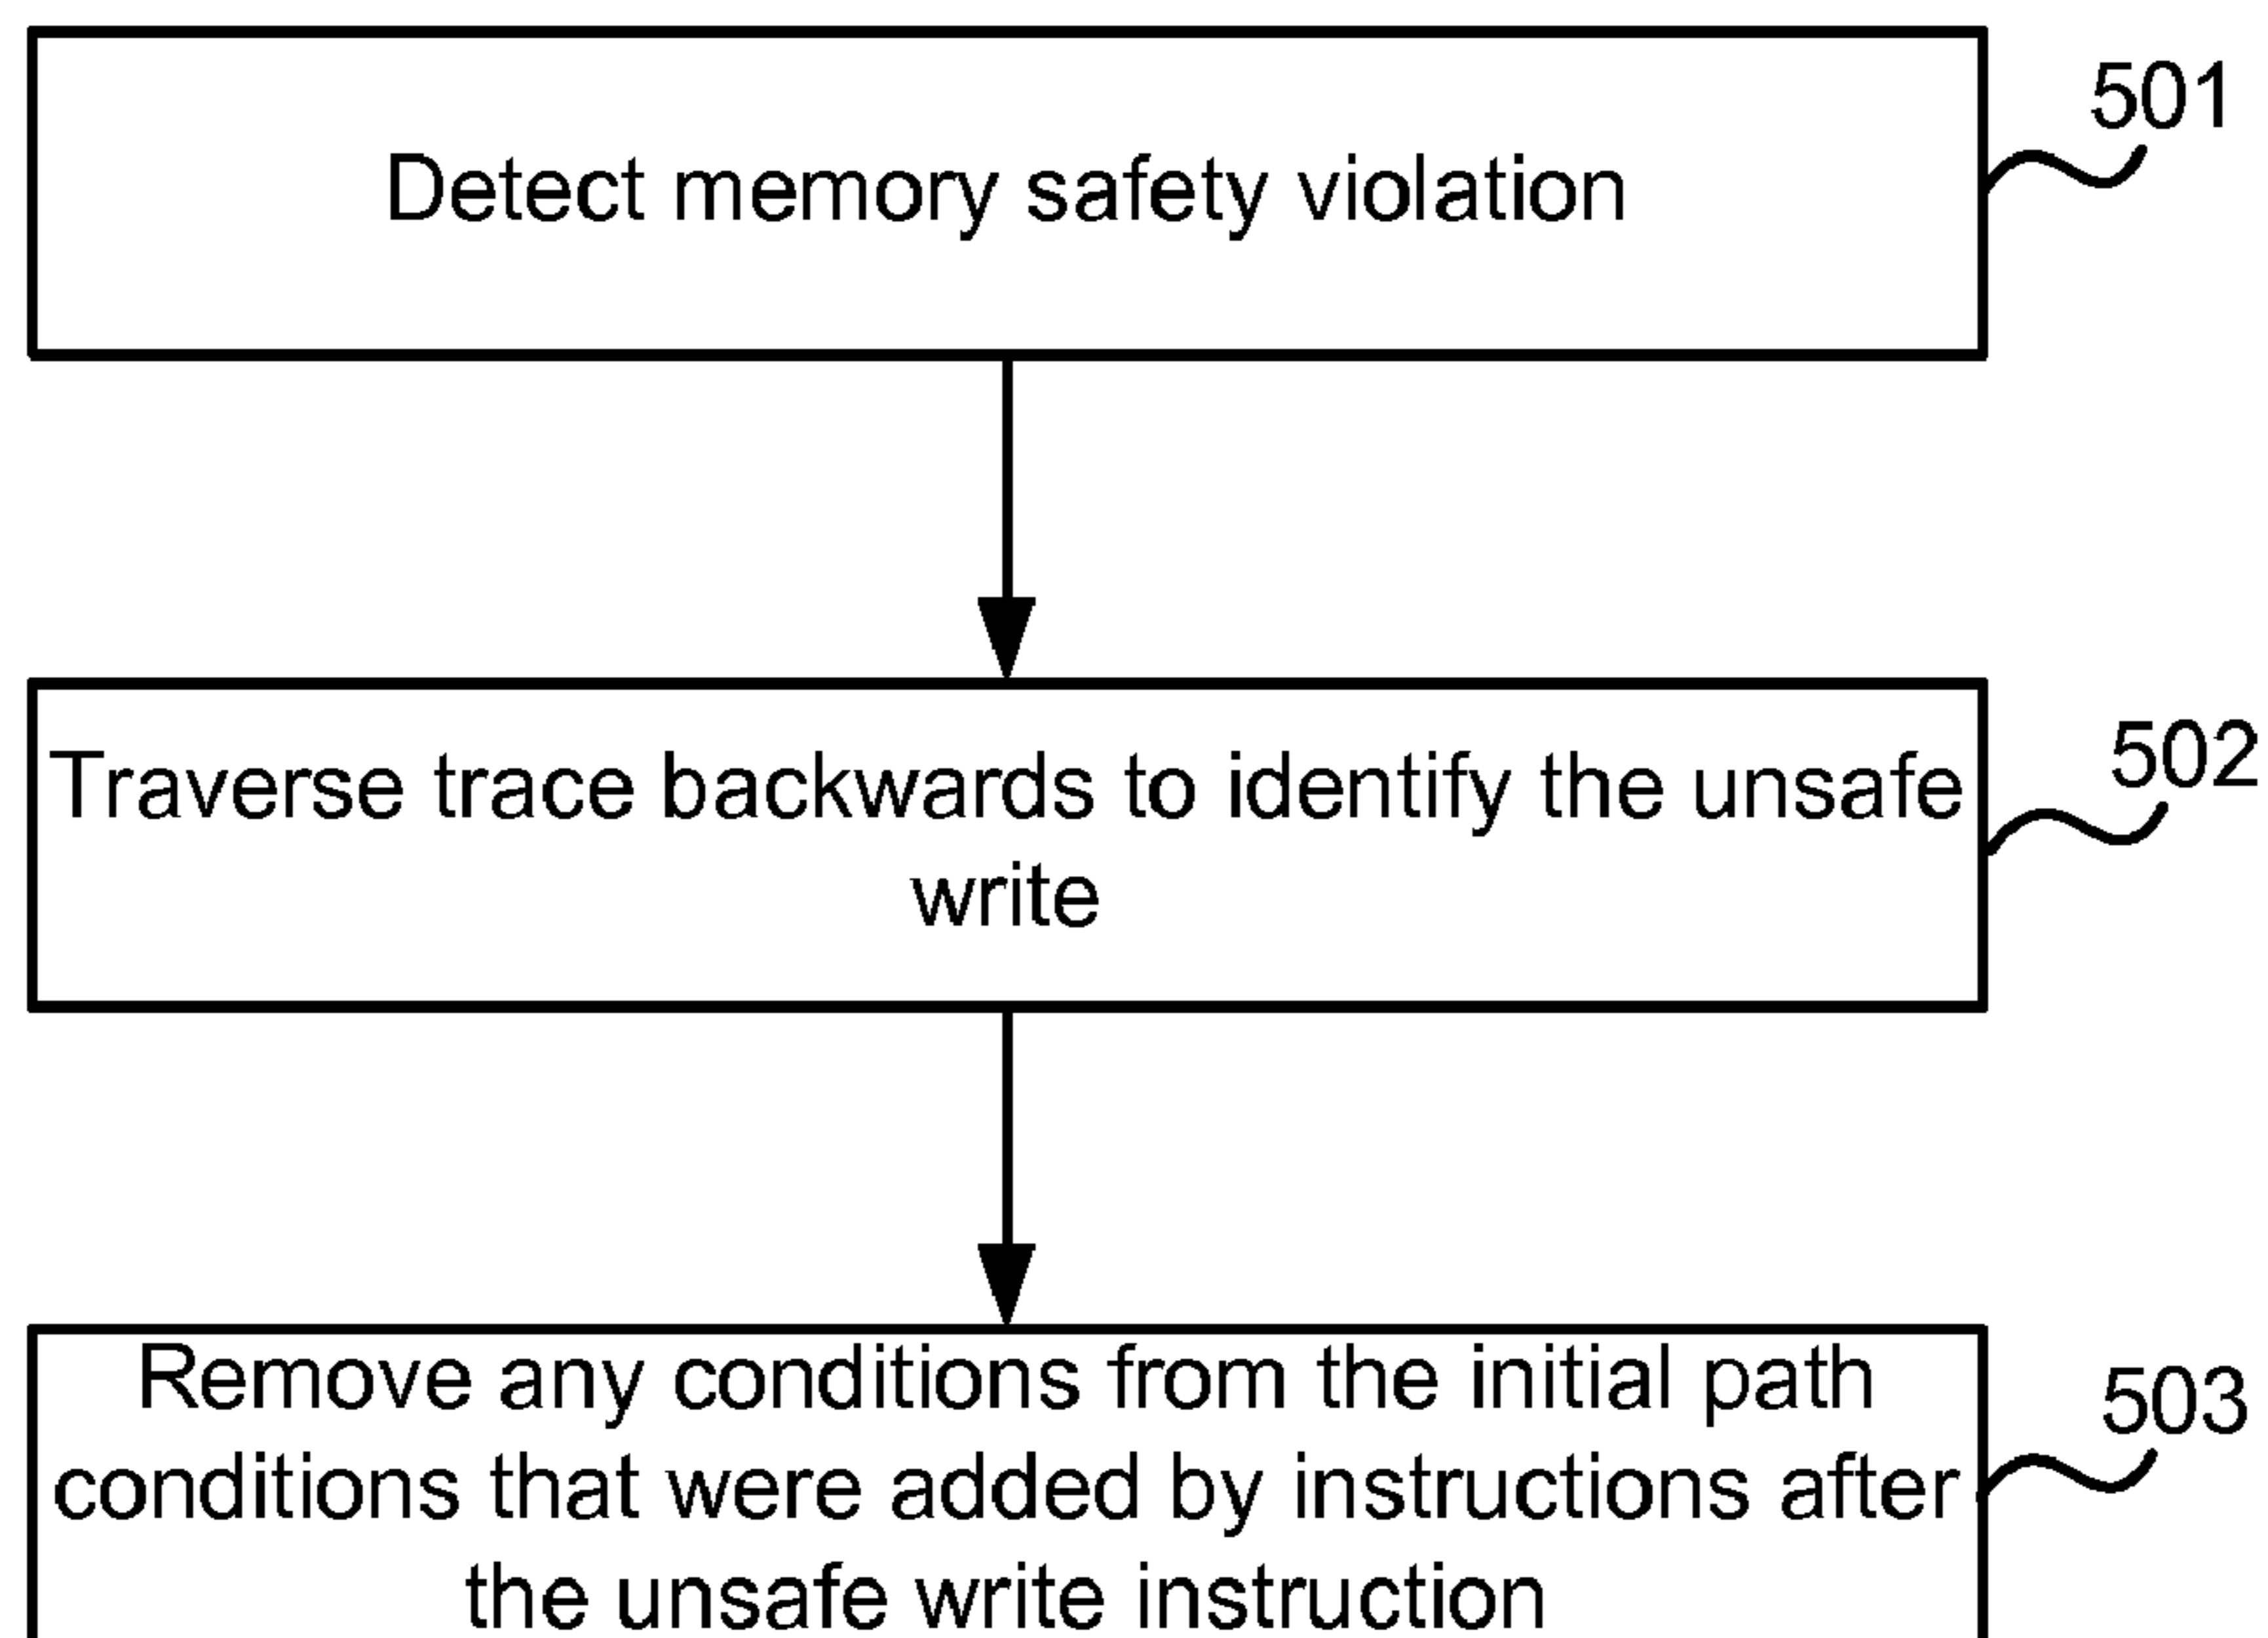 501
Detect memory safety violation
502
Traverse trace backwards to identify the unsafe
write
503
Remove any conditions from the initial path
conditions that were added by instructions after
the unsafe write instruction